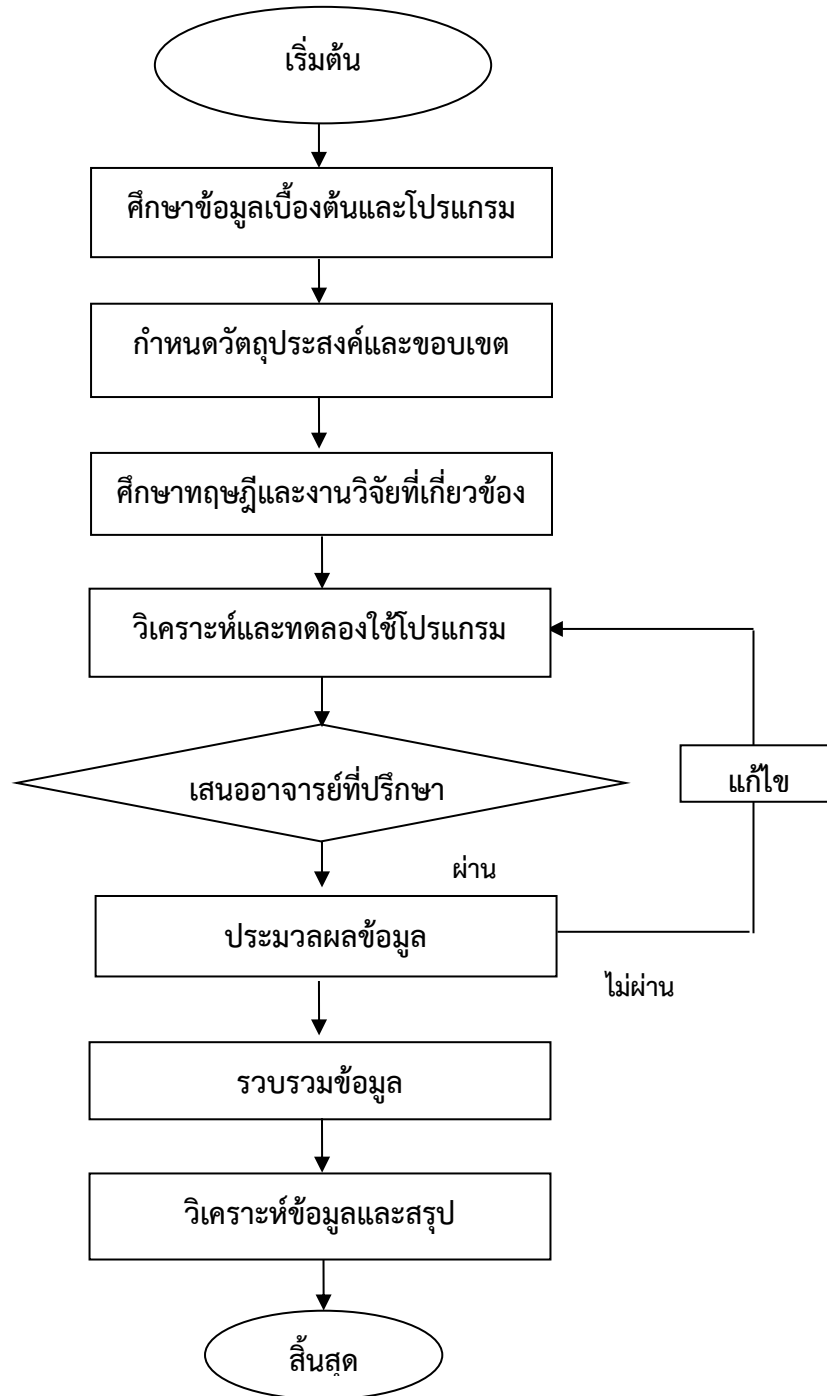 เริ่มต้น
ศึกษาข้อมูลเบื้องต้นและโปรแกรม
กำหนดวัตถุประสงค์และขอบเขต
ศึกษาทฤษฎีและงานวิจัยที่เกี่ยวข้อง
วิเคราะห์และทดลองใช้โปรแกรม
เสนออาจารย์ที่ปรึกษา
แก้ไข
ผ่าน
ประมวลผลข้อมูล
ไม่ผ่าน
รวบรวมข้อมูล
วิเคราะห์ข้อมูลและสรุป
สิ้นสุด